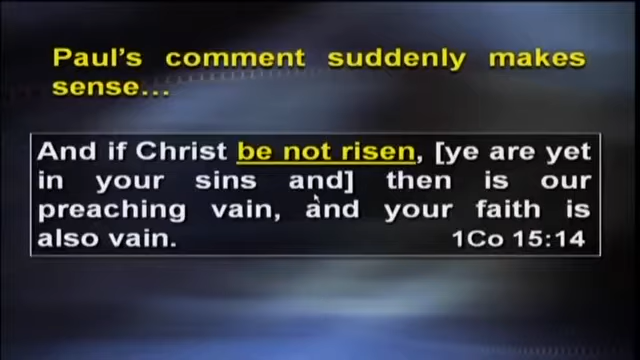 Paul's comment suddenly makes
sense...
And if Christ be not risen, [ye are yet
in your sins and] then is our
preaching vain, and your faith is
also vain. 1Co 15:14